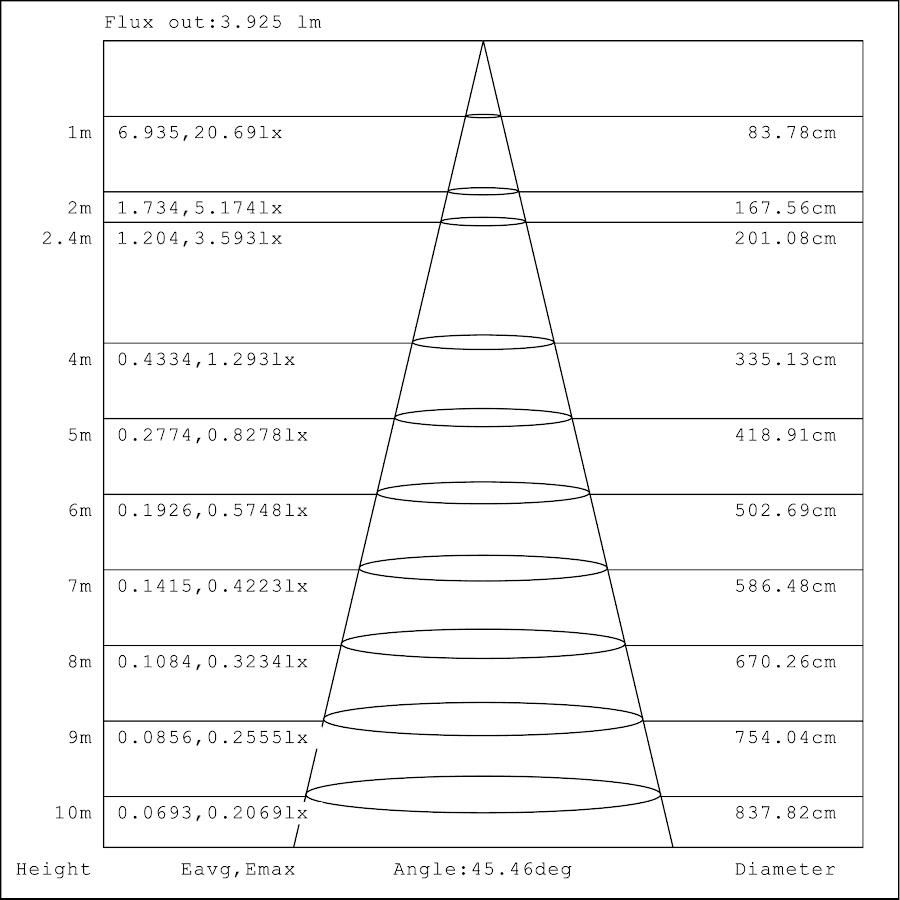 Flux out:3.925 lm
1m 6.935,20.69lx 83.78cm
2m 1.734,5.174lx 167.56cm
2.4m 1.204,3.593lx 201.08cm
4m 0.4334,1.293lx 335.13cm
5m 0.2774,0.8278lx 418.91cm
6m 0.1926,0.5748lx 502.69cm
7m 0.1415,0.4223lx 586.48cm
8m 0.1084,0.3234lx 670.26cm
9m 0.0856,0.2555lx 754.04cm
10m 0.0693,0.2069lx 837.82cm
Height Eavg,Emax Angle:45.46deg Diameter